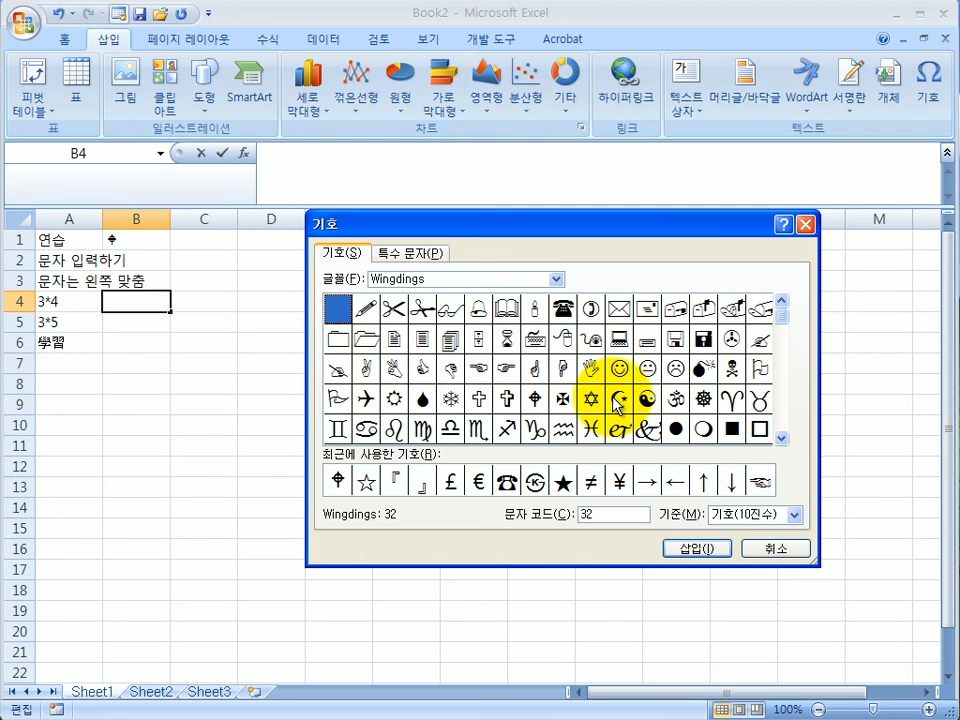 Book2 - Microsoft Excel
홈 삽입 페이지 레이아웃 수식 데이터 검토 보기 개발 도구 Acrobat
피벗 테이블 표 그림 클립 아트 도형 SmartArt 세로 막대형 꺾은선형 원형 가로 막대형 영역형 분산형 기타 하이퍼링크 텍스트 상자 머리글/바닥글 WordArt 서명란 개체 기호
표 일러스트레이션 차트 링크 텍스트
B4 fx
A B C D M
1 연습
2 문자 입력하기
3 문자는 왼쪽 맞춤
4 3*4
5 3*5
6 學習
7
8
9
10
11
12
13
14
15
16
17
18
19
20
21
22
기호
기호(S) 특수 문자(P)
글꼴(F): Wingdings
최근에 사용한 기호(R):
☆ 『 』 £ € ☎ ㉿ ★ ≠ ¥ → ← ↑ ↓ ☜
Wingdings: 32 문자 코드(C): 32 기준(M): 기호(10진수)
삽입(I) 취소
Sheet1 Sheet2 Sheet3
편집 100%